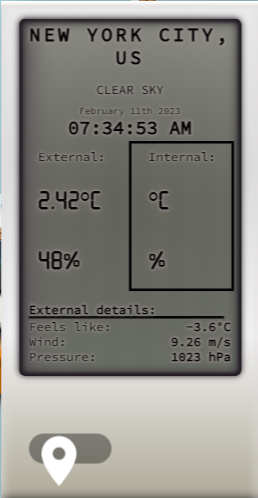 NEW YORK CITY,
US
CLEAR SKY
February 11th 2023
07:34:53 AM
External: Internal:
2.42°C °C
48% %
External details:
Feels like: -3.6°C
Wind: 9.26 m/s
Pressure: 1023 hPa